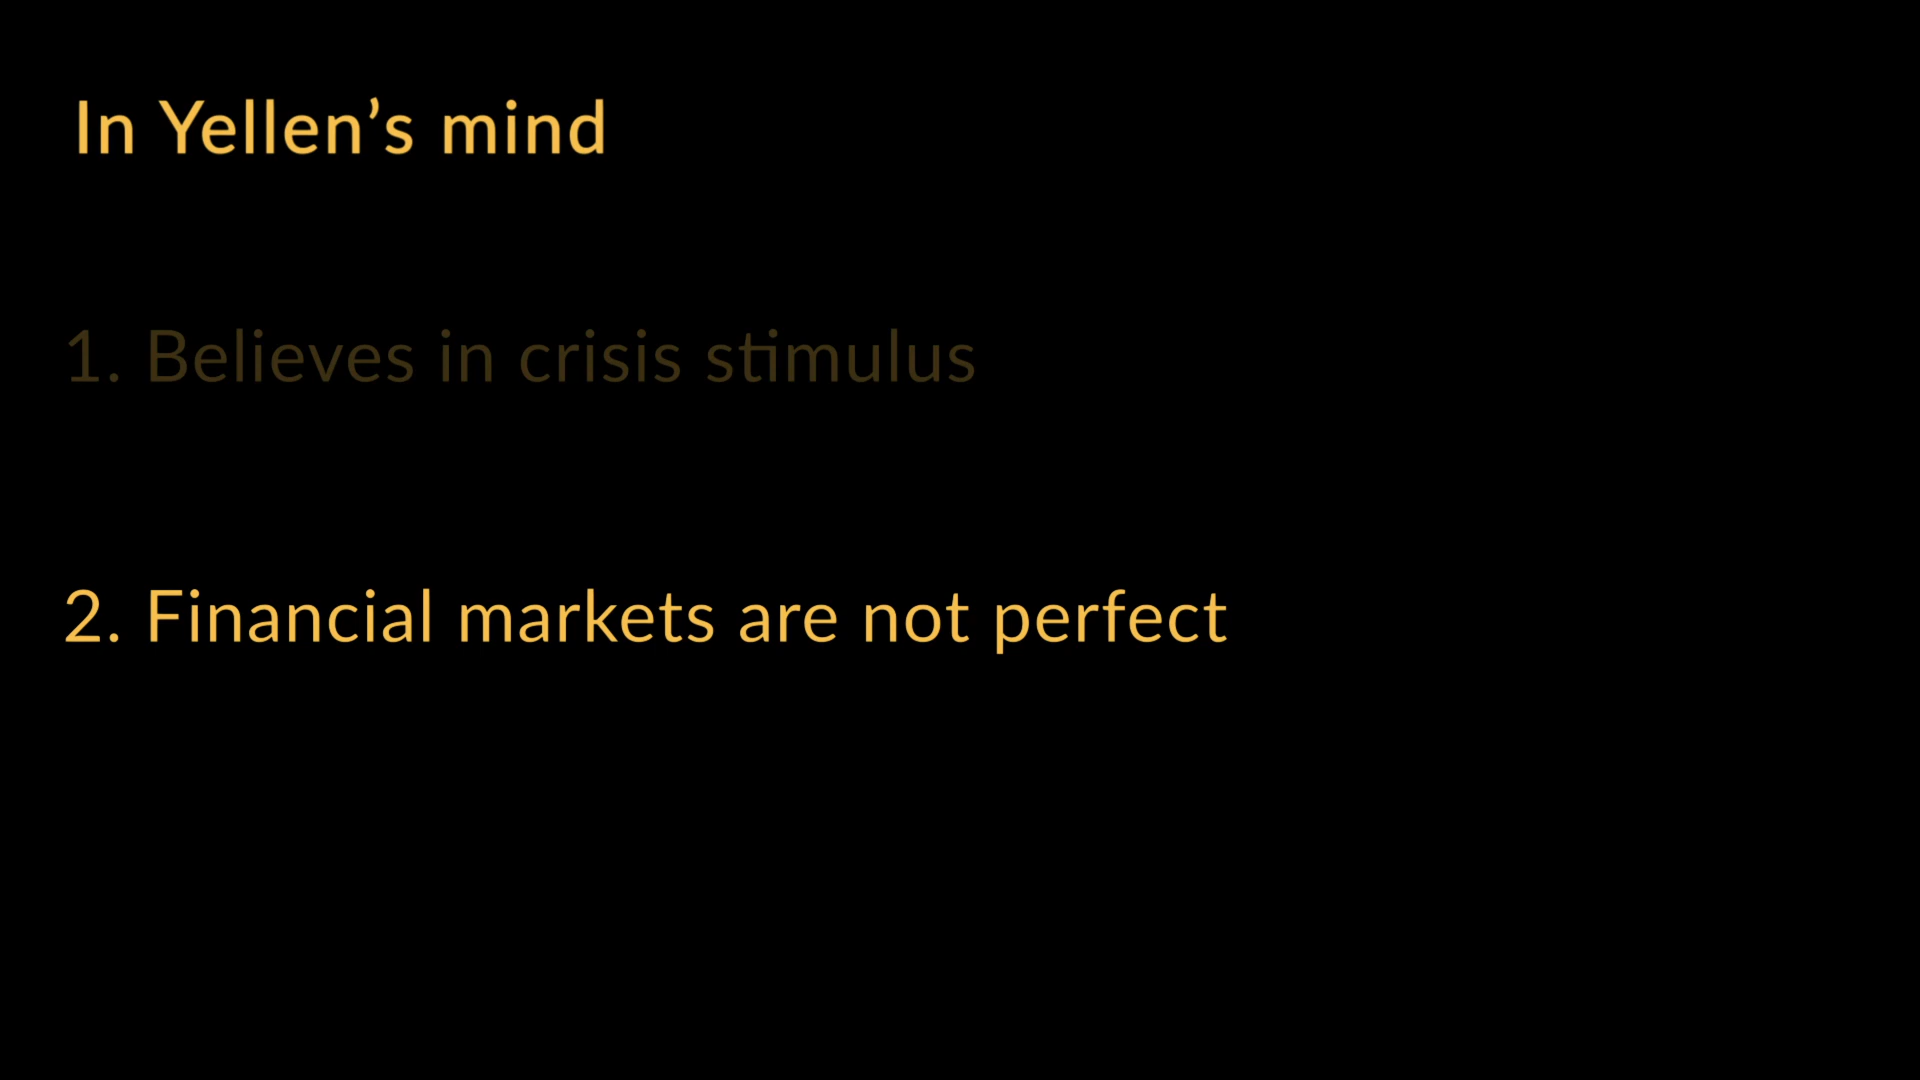 In Yellen’s mind
1. Believes in crisis stimulus
2. Financial markets are not perfect